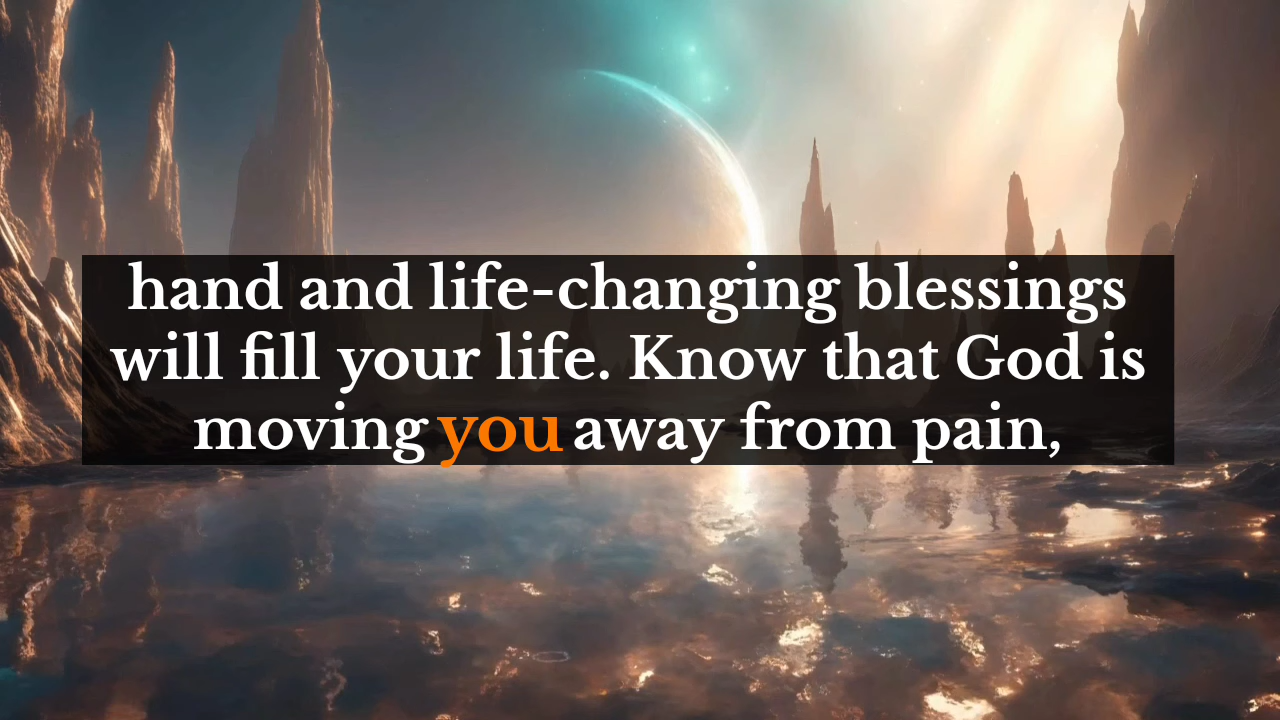 hand and life-changing blessings
will fill your life. Know that God is
moving you away from pain,